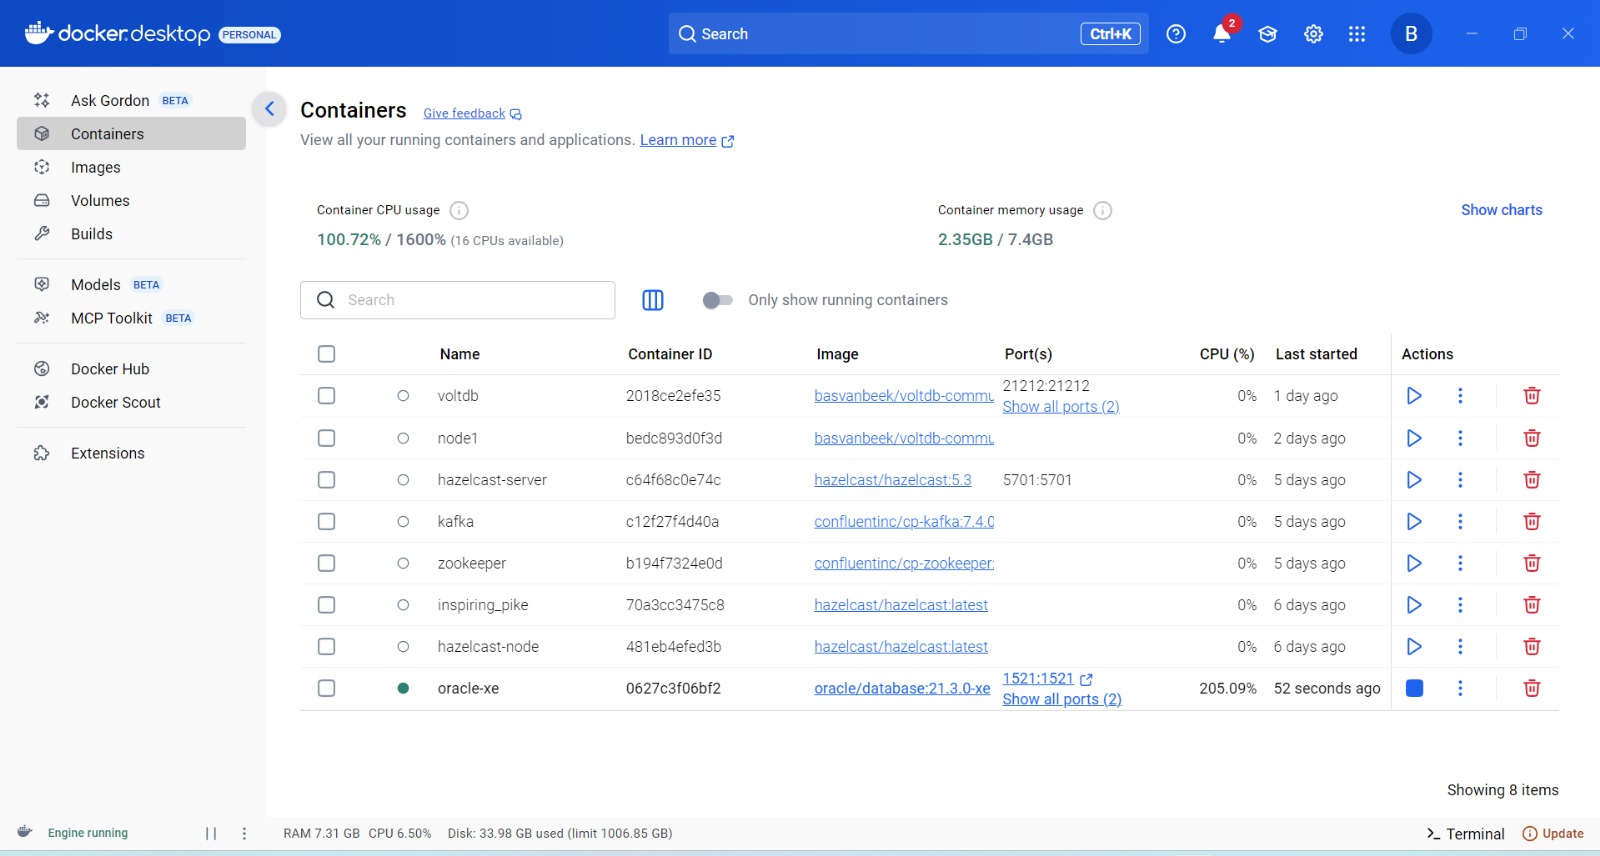 docker.desktop PERSONAL
Search Ctrl+K
2
B
Ask Gordon BETA
Containers
Images
Volumes
Builds
Models BETA
MCP Toolkit BETA
Docker Hub
Docker Scout
Extensions
Containers Give feedback
View all your running containers and applications. Learn more
Container CPU usage
100.72% / 1600% (16 CPUs available)
Container memory usage
2.35GB / 7.4GB
Show charts
Search
Only show running containers
Name Container ID Image Port(s) CPU (%) Last started Actions
voltdb 2018ce2efe35 basvanbeek/voltdb-commu 21212:21212 0% 1 day ago
Show all ports (2)
node1 bedc893d0f3d basvanbeek/voltdb-commu 0% 2 days ago
hazelcast-server c64f68c0e74c hazelcast/hazelcast:5.3 5701:5701 0% 5 days ago
kafka c12f27f4d40a confluentinc/cp-kafka:7.4.0 0% 5 days ago
zookeeper b194f7324e0d confluentinc/cp-zookeeper: 0% 5 days ago
inspiring_pike 70a3cc3475c8 hazelcast/hazelcast:latest 0% 6 days ago
hazelcast-node 481eb4efed3b hazelcast/hazelcast:latest 0% 6 days ago
oracle-xe 0627c3f06bf2 oracle/database:21.3.0-xe 1521:1521 205.09% 52 seconds ago
Show all ports (2)
Showing 8 items
Engine running
RAM 7.31 GB CPU 6.50% Disk: 33.98 GB used (limit 1006.85 GB)
Terminal
Update